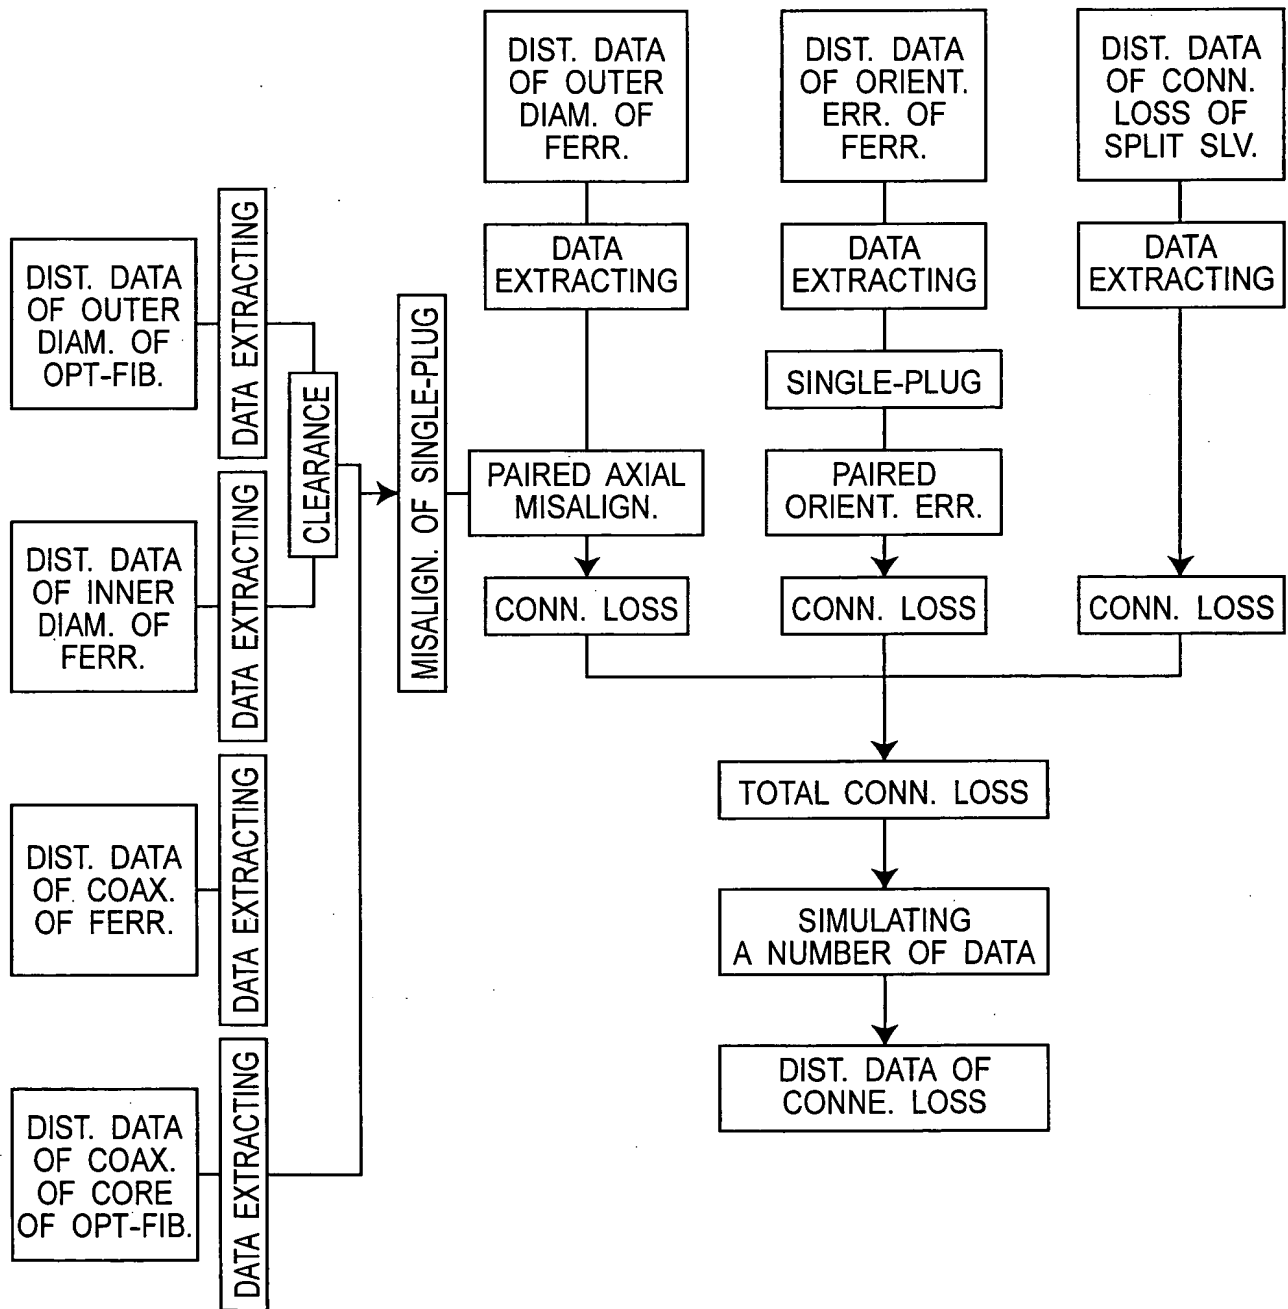 DIST. DATA
OF OUTER
DIAM. OF
FERR.
DIST. DATA
OF ORIENT.
ERR. OF
FERR.
DIST. DATA
OF CONN.
LOSS OF
SPLIT SLV.
DATA
EXTRACTING
DATA
EXTRACTING
DATA
EXTRACTING
DIST. DATA
OF OUTER
DIAM. OF
OPT-FIB.
DATA EXTRACTING
CLEARANCE
MISALIGN. OF SINGLE-PLUG
SINGLE-PLUG
PAIRED AXIAL
MISALIGN.
PAIRED
ORIENT. ERR.
DIST. DATA
OF INNER
DIAM. OF
FERR.
DATA EXTRACTING
CONN. LOSS
CONN. LOSS
CONN. LOSS
TOTAL CONN. LOSS
DIST. DATA
OF. COAX.
OF FERR.
DATA EXTRACTING
SIMULATING
A NUMBER OF DATA
DIST. DATA OF
CONNE. LOSS
DIST. DATA
OF COAX.
OF CORE
OF OPT-FIB.
DATA EXTRACTING